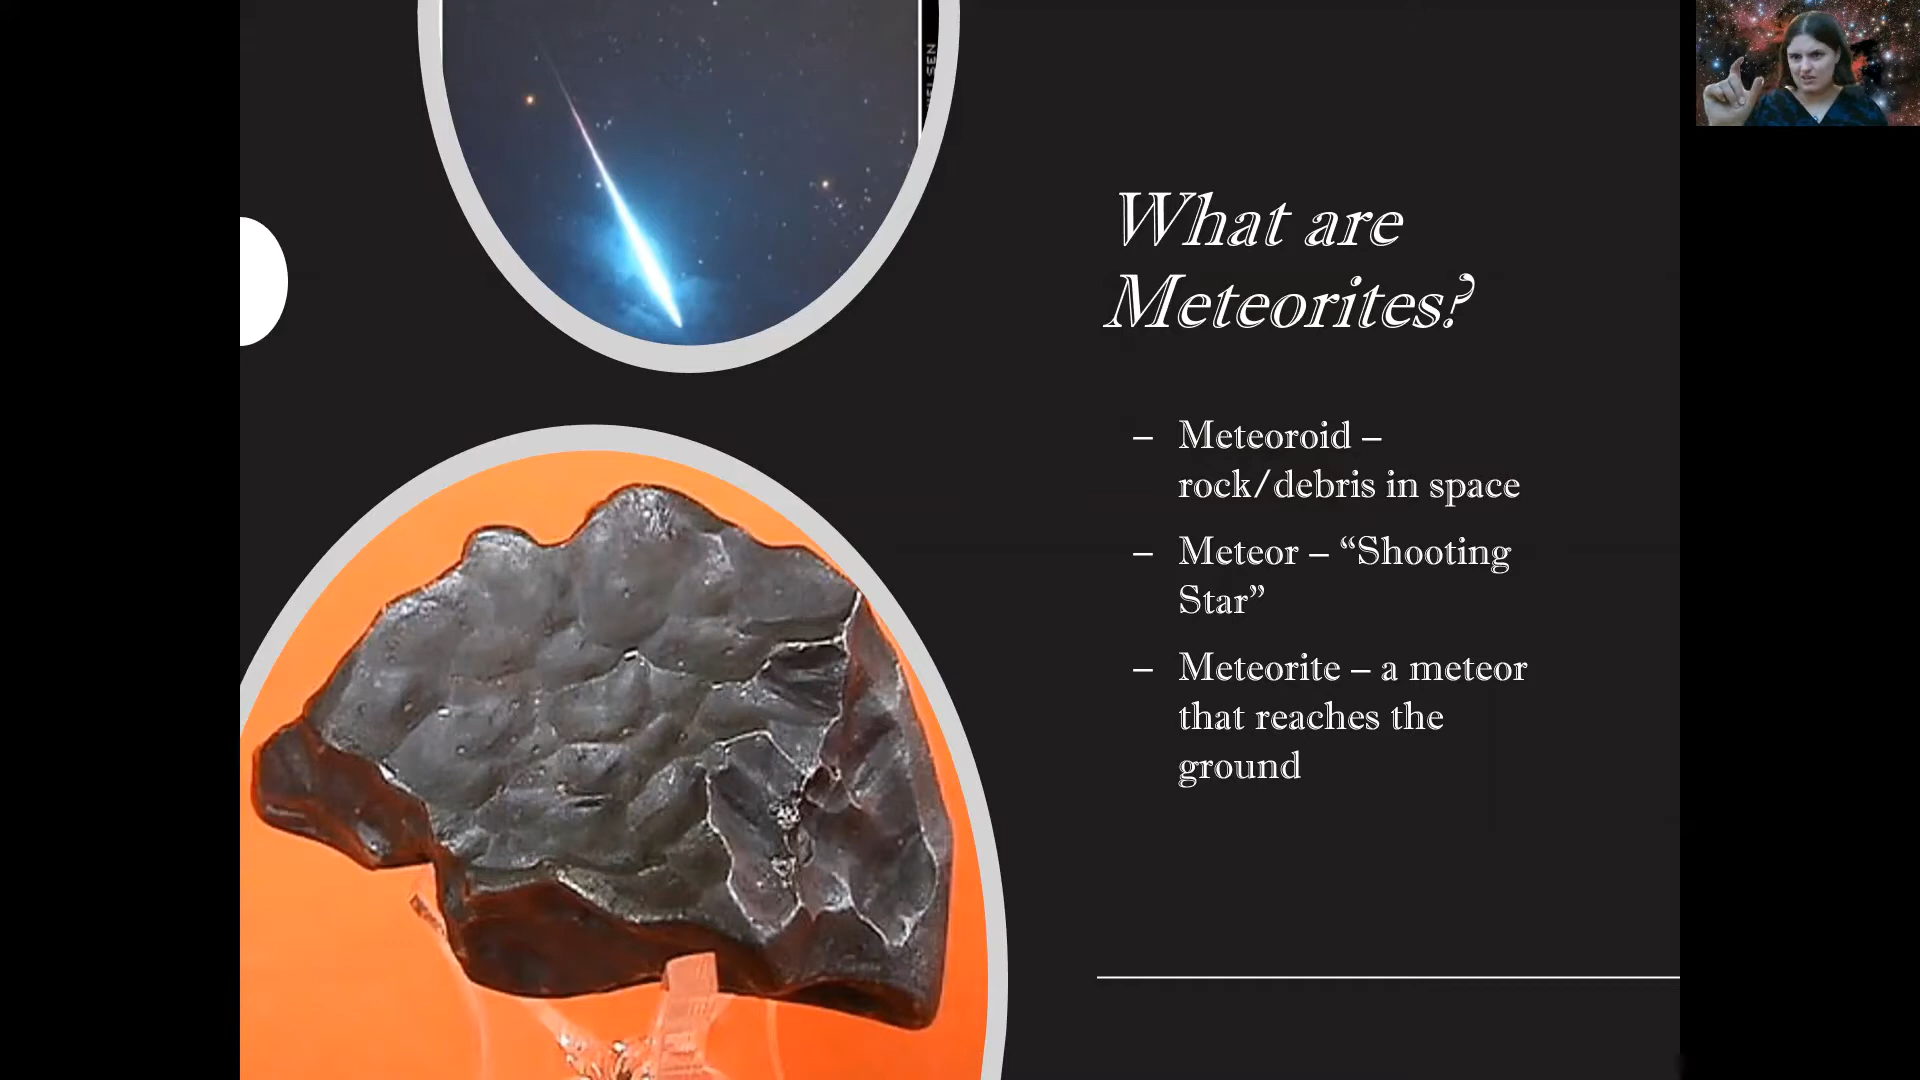 What are
Meteorites?
– Meteoroid –
rock/debris in space
– Meteor – “Shooting
Star”
– Meteorite – a meteor
that reaches the
ground